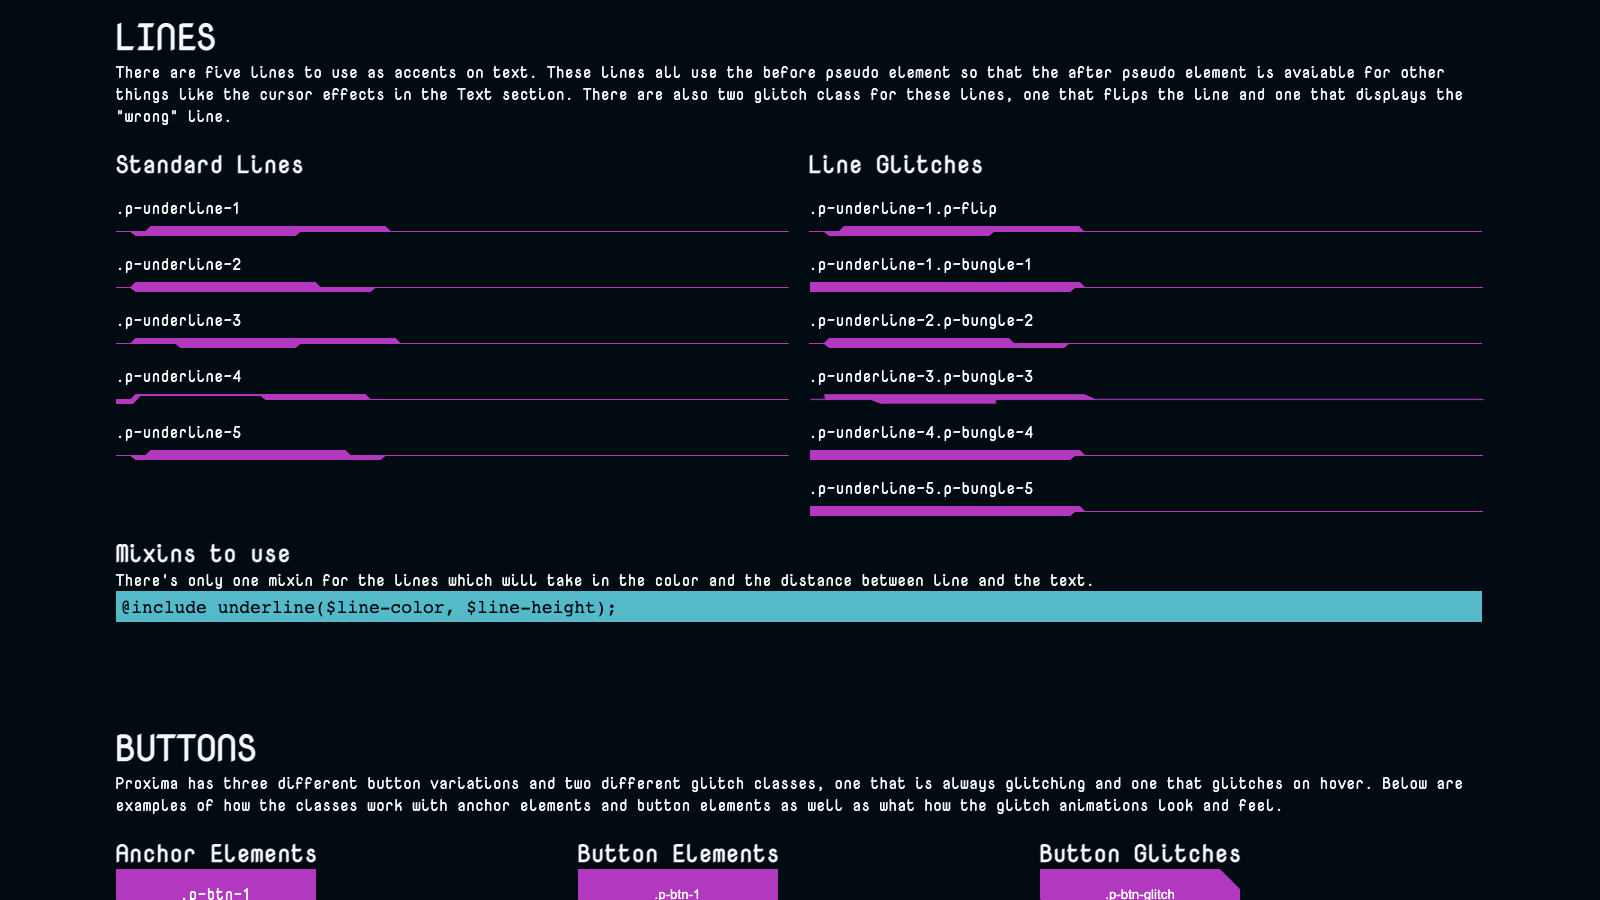 LINES
There are five lines to use as accents on text. These lines all use the before pseudo element so that the after pseudo element is avaiable for other
things like the cursor effects in the Text section. There are also two glitch class for these lines, one that flips the line and one that displays the
"wrong" line.
Standard Lines
.p-underline-1
.p-underline-2
.p-underline-3
.p-underline-4
.p-underline-5
Line Glitches
.p-underline-1.p-flip
.p-underline-1.p-bungle-1
.p-underline-2.p-bungle-2
.p-underline-3.p-bungle-3
.p-underline-4.p-bungle-4
.p-underline-5.p-bungle-5
Mixins to use
There's only one mixin for the lines which will take in the color and the distance between line and the text.
@include underline($line-color, $line-height);
BUTTONS
Proxima has three different button variations and two different glitch classes, one that is always glitching and one that glitches on hover. Below are
examples of how the classes work with anchor elements and button elements as well as what how the glitch animations look and feel.
Anchor Elements
.p-btn-1
Button Elements
.p-btn-1
Button Glitches
.p-btn-glitch